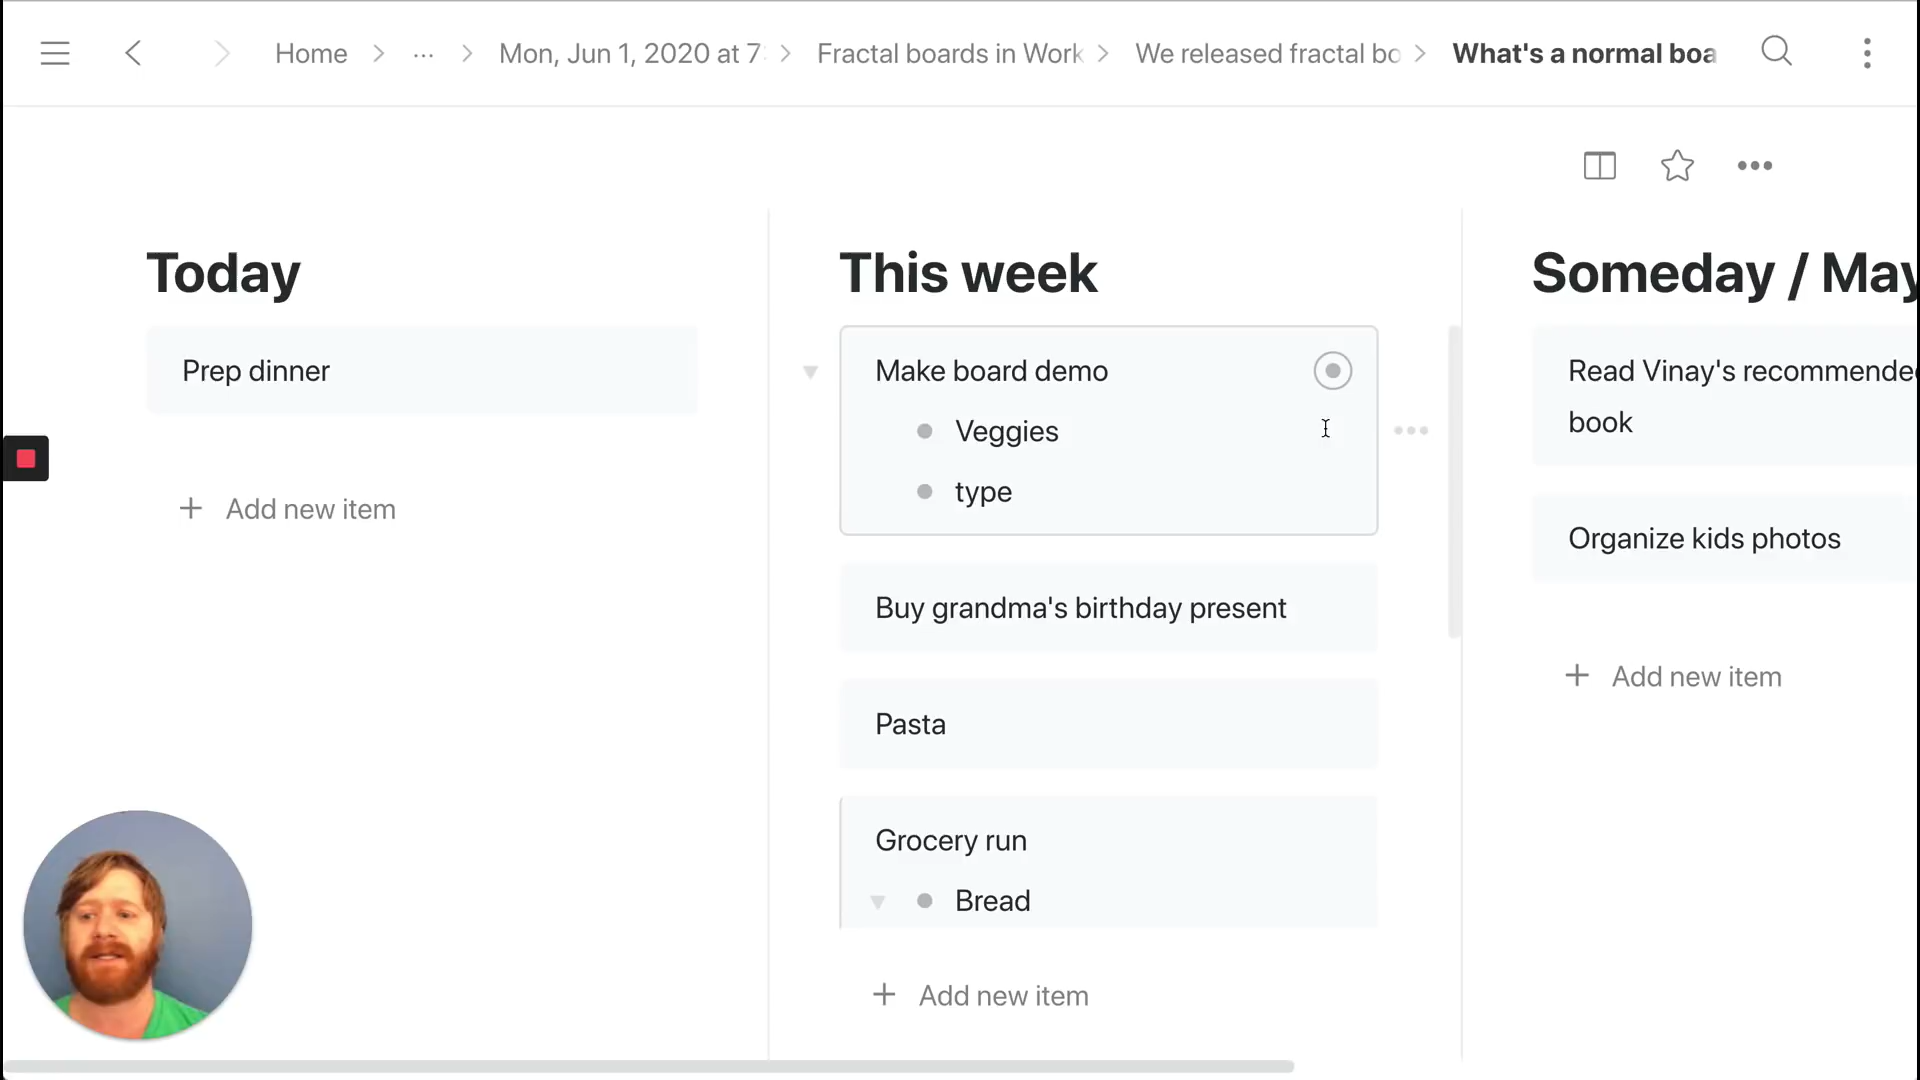 Home > ... > Mon, Jun 1, 2020 at 7: > Fractal boards in Work > We released fractal bo > What's a normal boa
Today
Prep dinner
+ Add new item
This week
Make board demo
Veggies
type
Buy grandma's birthday present
Pasta
Grocery run
Bread
+ Add new item
Someday / May
Read Vinay's recommende
book
Organize kids photos
+ Add new item